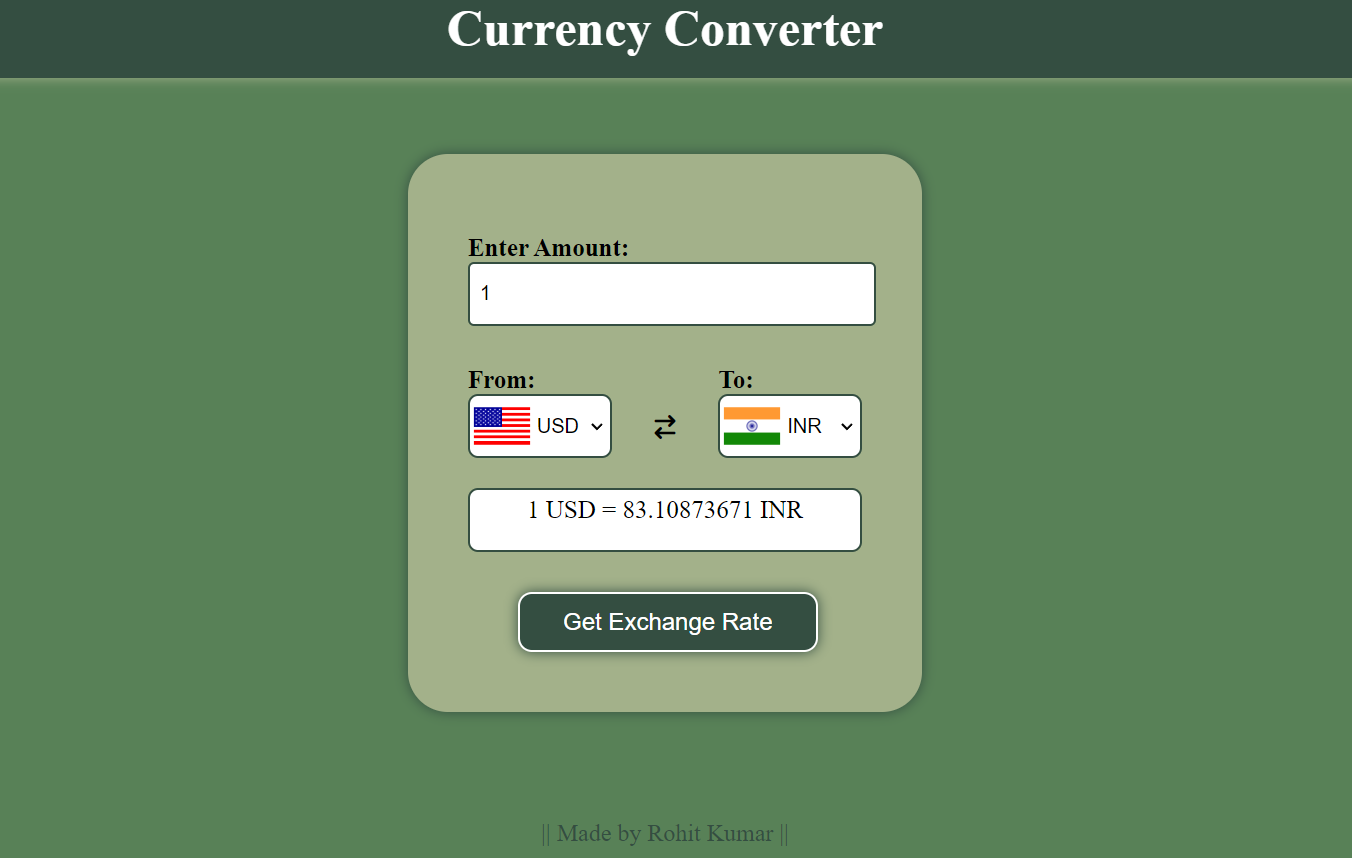 Currency Converter
Enter Amount:
1
From: To:
USD INR
1 USD = 83.10873671 INR
Get Exchange Rate
|| Made by Rohit Kumar ||